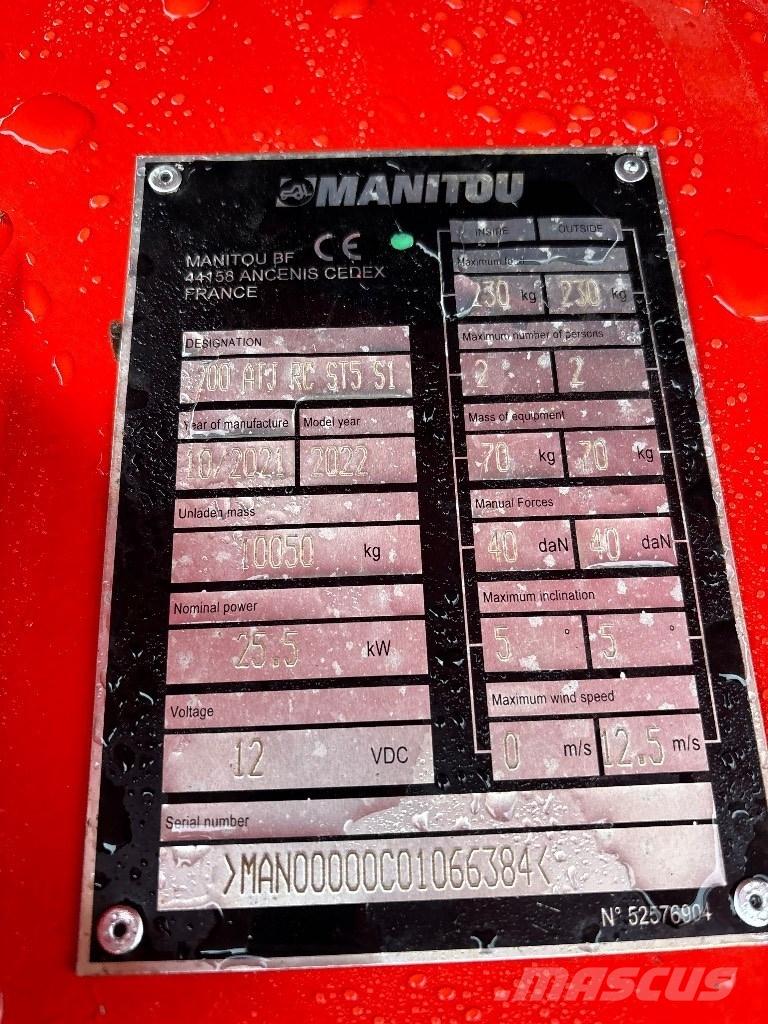 MANITOU
MANITOU BF CE
44158 ANCENIS CEDEX
FRANCE
DESIGNATION
200 ATJ RC ST5 S1
Year of manufacture Model year
10/2021 2022
Unladen mass
10050 kg
Nominal power
25.5 kW
Voltage
12 VDC
INSIDE OUTSIDE
Maximum load
230 kg 230 kg
Maximum number of persons
2 2
Mass of equipment
70 kg 70 kg
Manual Forces
40 daN 40 daN
Maximum inclination
5 ° 5 °
Maximum wind speed
0 m/s 12.5 m/s
Serial number
>MAN00000C01066384<
N° 52576904
MASCUS